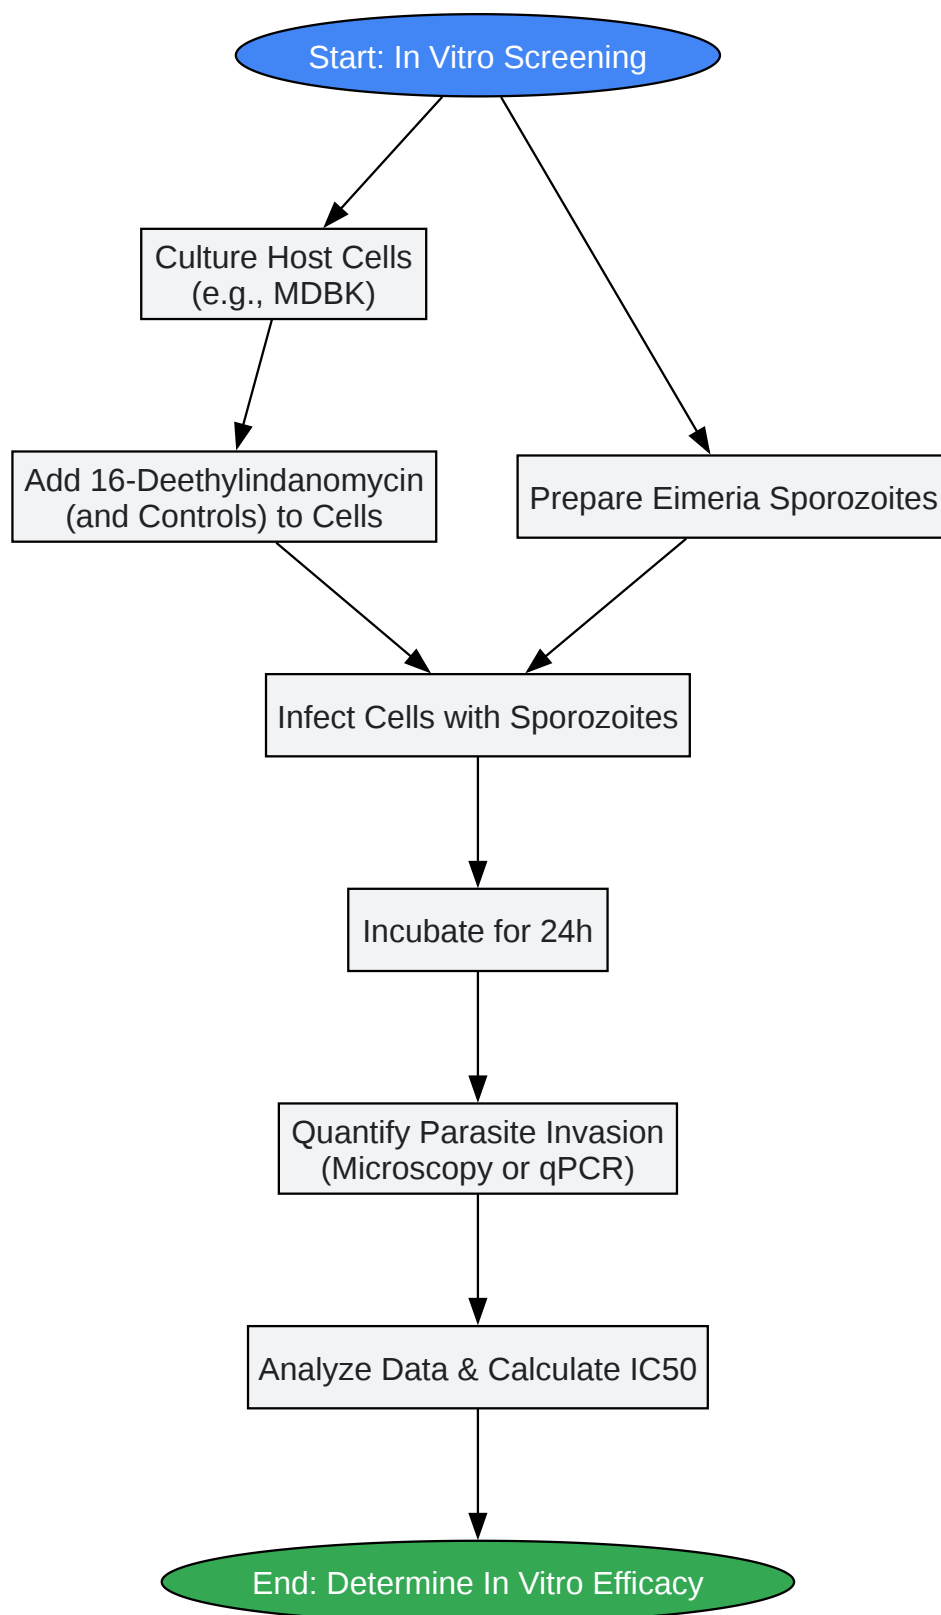 Start: In Vitro Screening
Culture Host Cells
(e.g., MDBK)
Add 16-Deethylindanomycin
(and Controls) to Cells
Prepare Eimeria Sporozoites
Infect Cells with Sporozoites
Incubate for 24h
Quantify Parasite Invasion
(Microscopy or qPCR)
Analyze Data & Calculate IC50
End: Determine In Vitro Efficacy